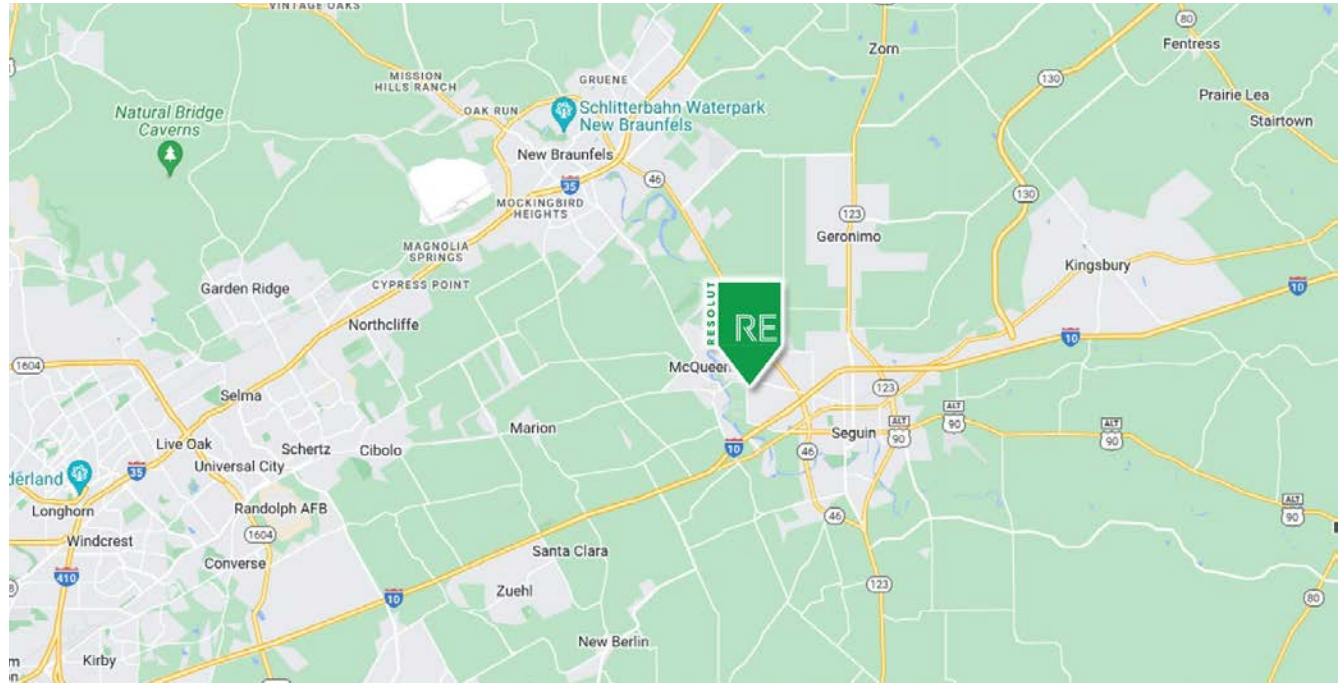 VINTAGE OAKS
80
Zorn
Fentress
123
130
MISSION
HILLS RANCH
GRUENE
Prairie Lea
Natural Bridge
Caverns
OAK RUN
Schlitterbahn Waterpark
New Braunfels
Stairtown
New Braunfels
35
46
130
MOCKINGBIRD
HEIGHTS
123
Geronimo
MAGNOLIA
SPRINGS
Kingsbury
CYPRESS POINT
10
Garden Ridge
RESOLUT
RE
Northcliffe
10
1604
McQueen
123
Selma
ALT
90
ALT
90
ALT
90
Marion
Seguin
Live Oak
Schertz
Cibolo
10
46
Universal City
35
Longhorn
Randolph AFB
ALT
90
46
1604
Windcrest
Santa Clara
Converse
410
123
10
Zuehl
80
New Berlin
Kirby